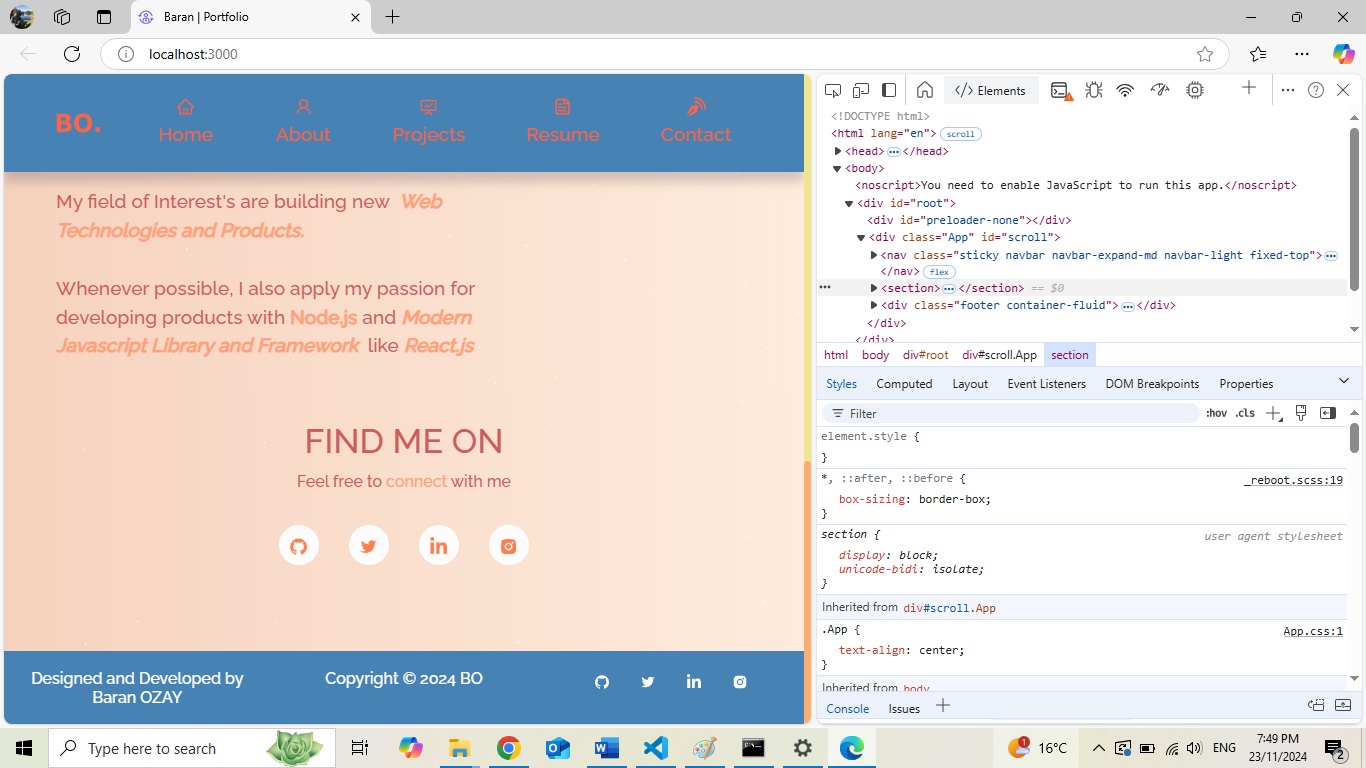 Baran | Portfolio
localhost:3000
BO.
Home
About
Projects
Resume
Contact
My field of Interest's are building new Web
Technologies and Products.
Whenever possible, I also apply my passion for
developing products with Node.js and Modern
Javascript Library and Framework like React.js
FIND ME ON
Feel free to connect with me
Designed and Developed by
Baran OZAY
Copyright © 2024 BO
</> Elements
<!DOCTYPE html>
<html lang="en"> scroll
<head> </head>
<body>
<noscript>You need to enable JavaScript to run this app.</noscript>
<div id="root">
<div id="preloader-none"></div>
<div class="App" id="scroll">
<nav class="sticky navbar navbar-expand-md navbar-light fixed-top">
</nav> flex
<section> </section> == $0
<div class="footer container-fluid"> </div>
</div>
</div>
html body div#root div#scroll.App section
Styles Computed Layout Event Listeners DOM Breakpoints Properties
Filter :hov .cls
element.style {
}
*, ::after, ::before { _reboot.scss:19
box-sizing: border-box;
}
section { user agent stylesheet
display: block;
unicode-bidi: isolate;
}
Inherited from div#scroll.App
.App { App.css:1
text-align: center;
}
Inherited from body
Console Issues
Type here to search
1
16°C
ENG
7:49 PM
23/11/2024
2